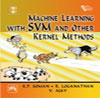 MACHINE LEARNING
WITH SVM AND OTHER
KERNEL METHODS
K.P. SOMAN • R. LOGANATHAN
V. AJAY